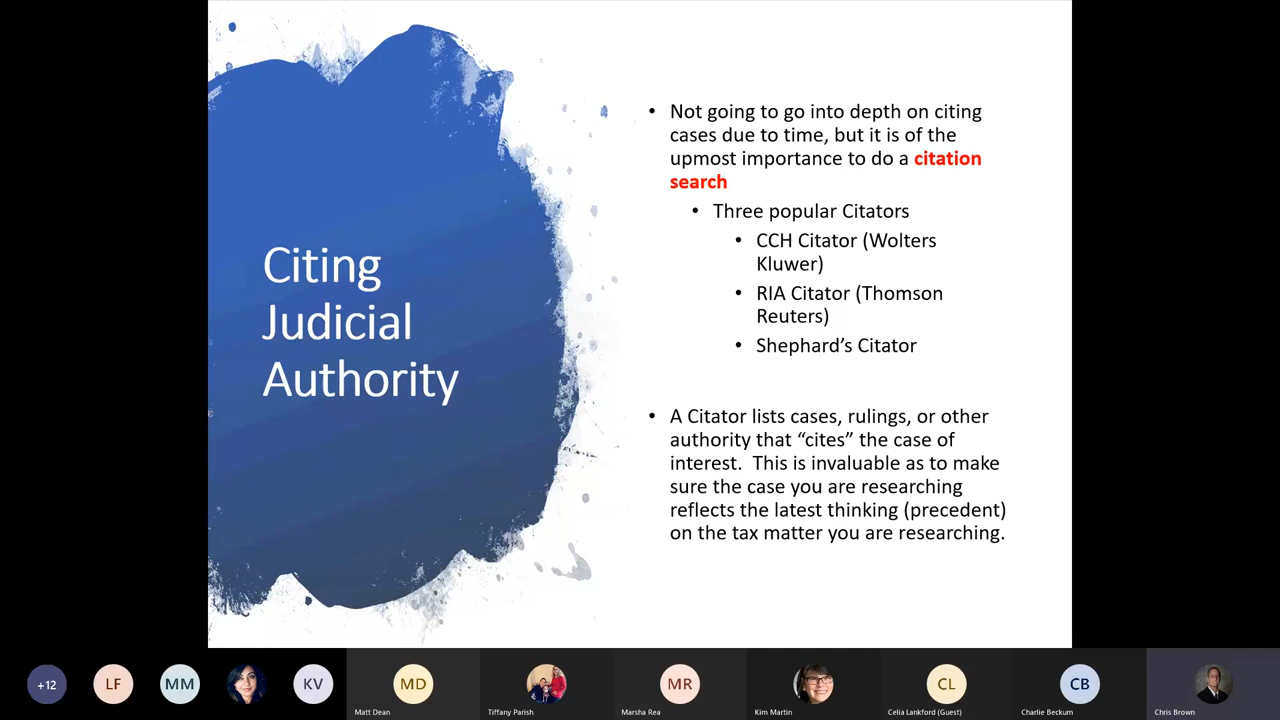 Citing
Judicial
Authority
• Not going to go into depth on citing
cases due to time, but it is of the
upmost importance to do a citation
search
• Three popular Citators
• CCH Citator (Wolters
Kluwer)
• RIA Citator (Thomson
Reuters)
• Shephard’s Citator
• A Citator lists cases, rulings, or other
authority that “cites” the case of
interest.  This is invaluable as to make
sure the case you are researching
reflects the latest thinking (precedent)
on the tax matter you are researching.
+12
LF
MM
KV
MD
Matt Dean
Tiffany Parish
MR
Marsha Rea
Kim Martin
CL
Celia Lankford (Guest)
CB
Charlie Beckum
Chris Brown